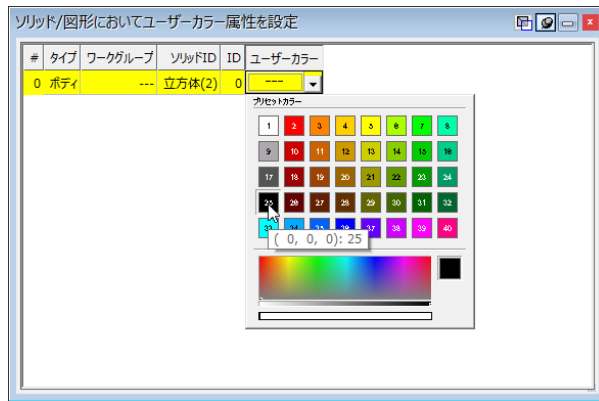 ソリッド/図形においてユーザーカラー属性を設定
# タイプ ワークグループ ソリッドID ID ユーザーカラー
0 ボディ --- 立方体(2) 0 ---
プリセットカラー
1 2 3 4 5 6 7 8
9 10 11 12 13 14 15 16
17 18 19 20 21 22 23 24
25 26 27 28 29 30 31 32
33 34 35 36 37 38 39 40
( 0, 0, 0): 25